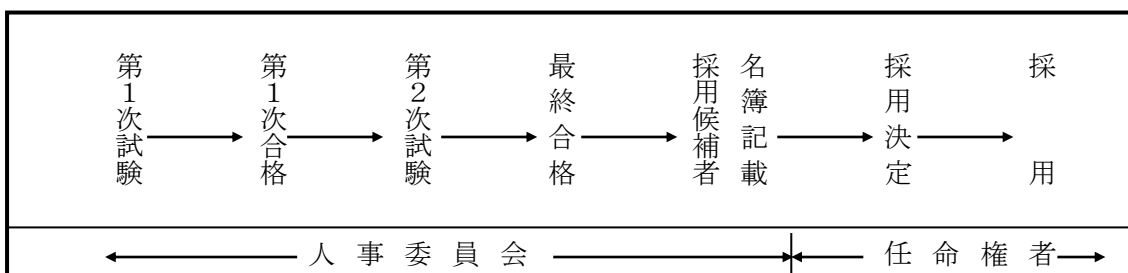 第1次試験
第1次合格
第2次試験
最終合格
採用候補者
名簿記載
採用決定
採用
人事委員会
任命権者